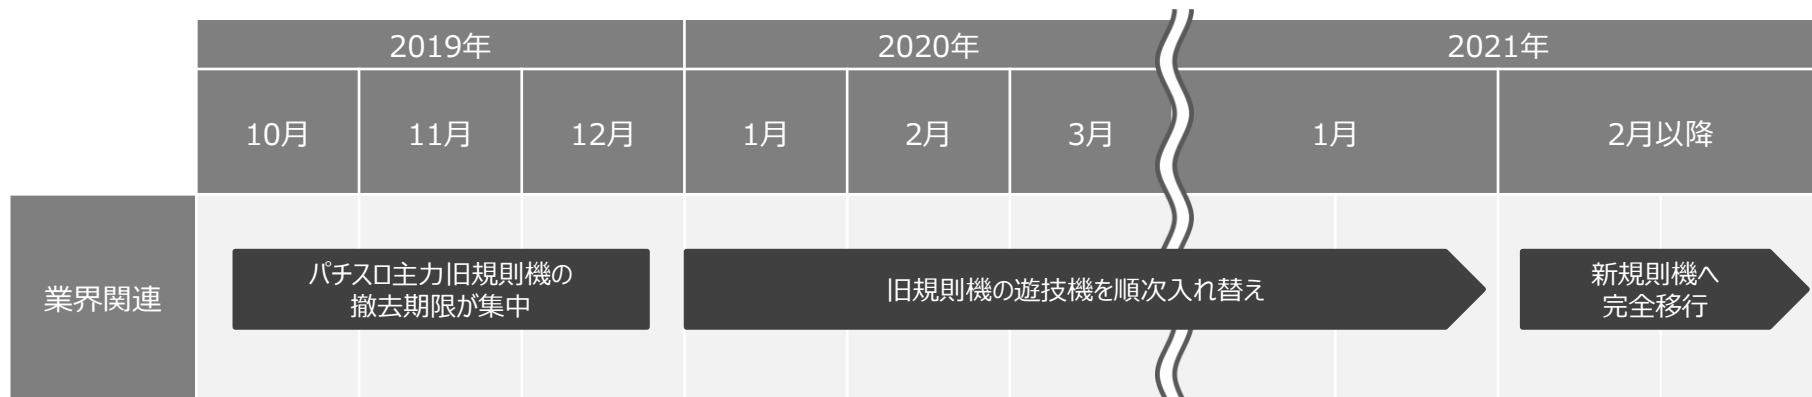 2019年
2020年
2021年
10月
11月
12月
1月
2月
3月
1月
2月以降
業界関連
パチスロ主力旧規則機の
撤去期限が集中
旧規則機の遊技機を順次入れ替え
新規則機へ
完全移行